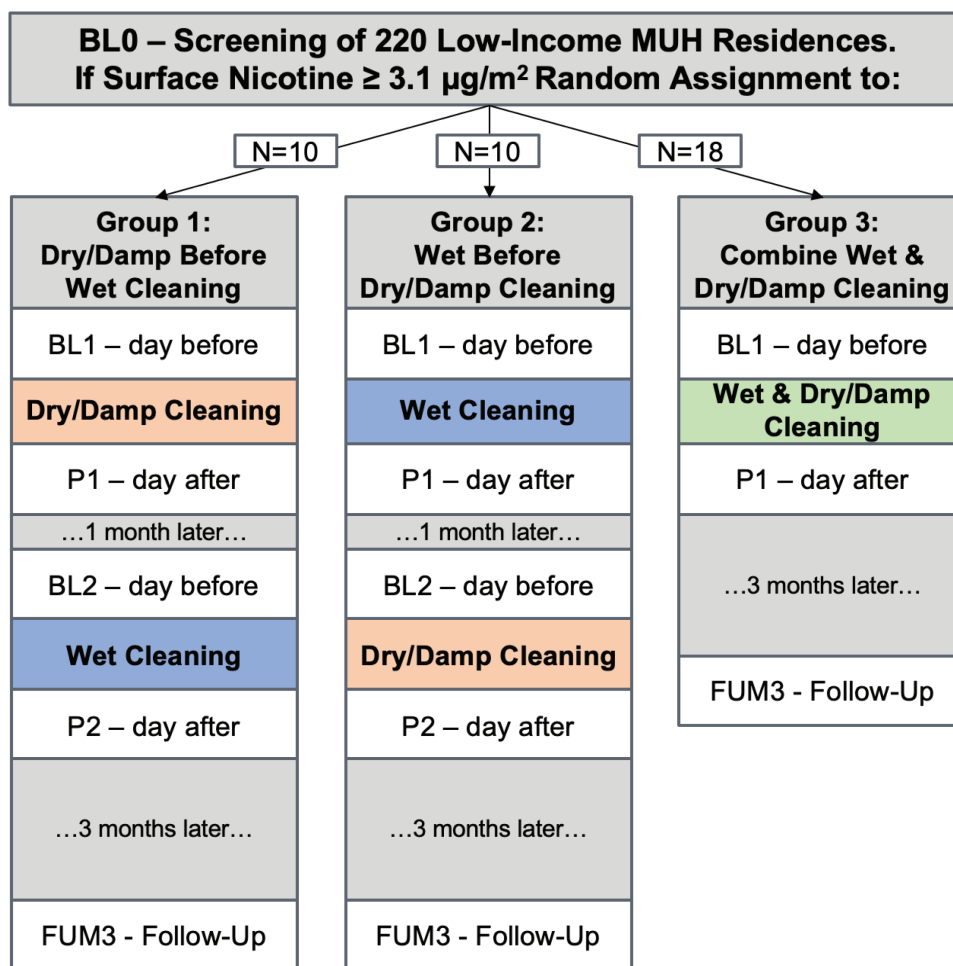 BL0 – Screening of 220 Low-Income MUH Residences.
If Surface Nicotine ≥ 3.1 µg/m² Random Assignment to:
N=10
N=10
N=18
Group 1:
Dry/Damp Before
Wet Cleaning
BL1 – day before
Dry/Damp Cleaning
P1 – day after
…1 month later…
BL2 – day before
Wet Cleaning
P2 – day after
…3 months later…
FUM3 - Follow-Up
Group 2:
Wet Before
Dry/Damp Cleaning
BL1 – day before
Wet Cleaning
P1 – day after
…1 month later…
BL2 – day before
Dry/Damp Cleaning
P2 – day after
…3 months later…
FUM3 - Follow-Up
Group 3:
Combine Wet &
Dry/Damp Cleaning
BL1 – day before
Wet & Dry/Damp
Cleaning
P1 – day after
…3 months later…
FUM3 - Follow-Up